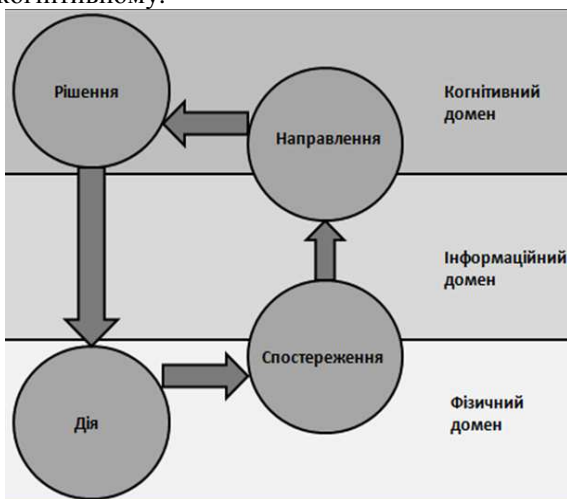 когнітивному.
Рішення
Когнітивний
домен
Направлення
Інформаційний
домен
Спостереження
Фізичний
домен
Дія